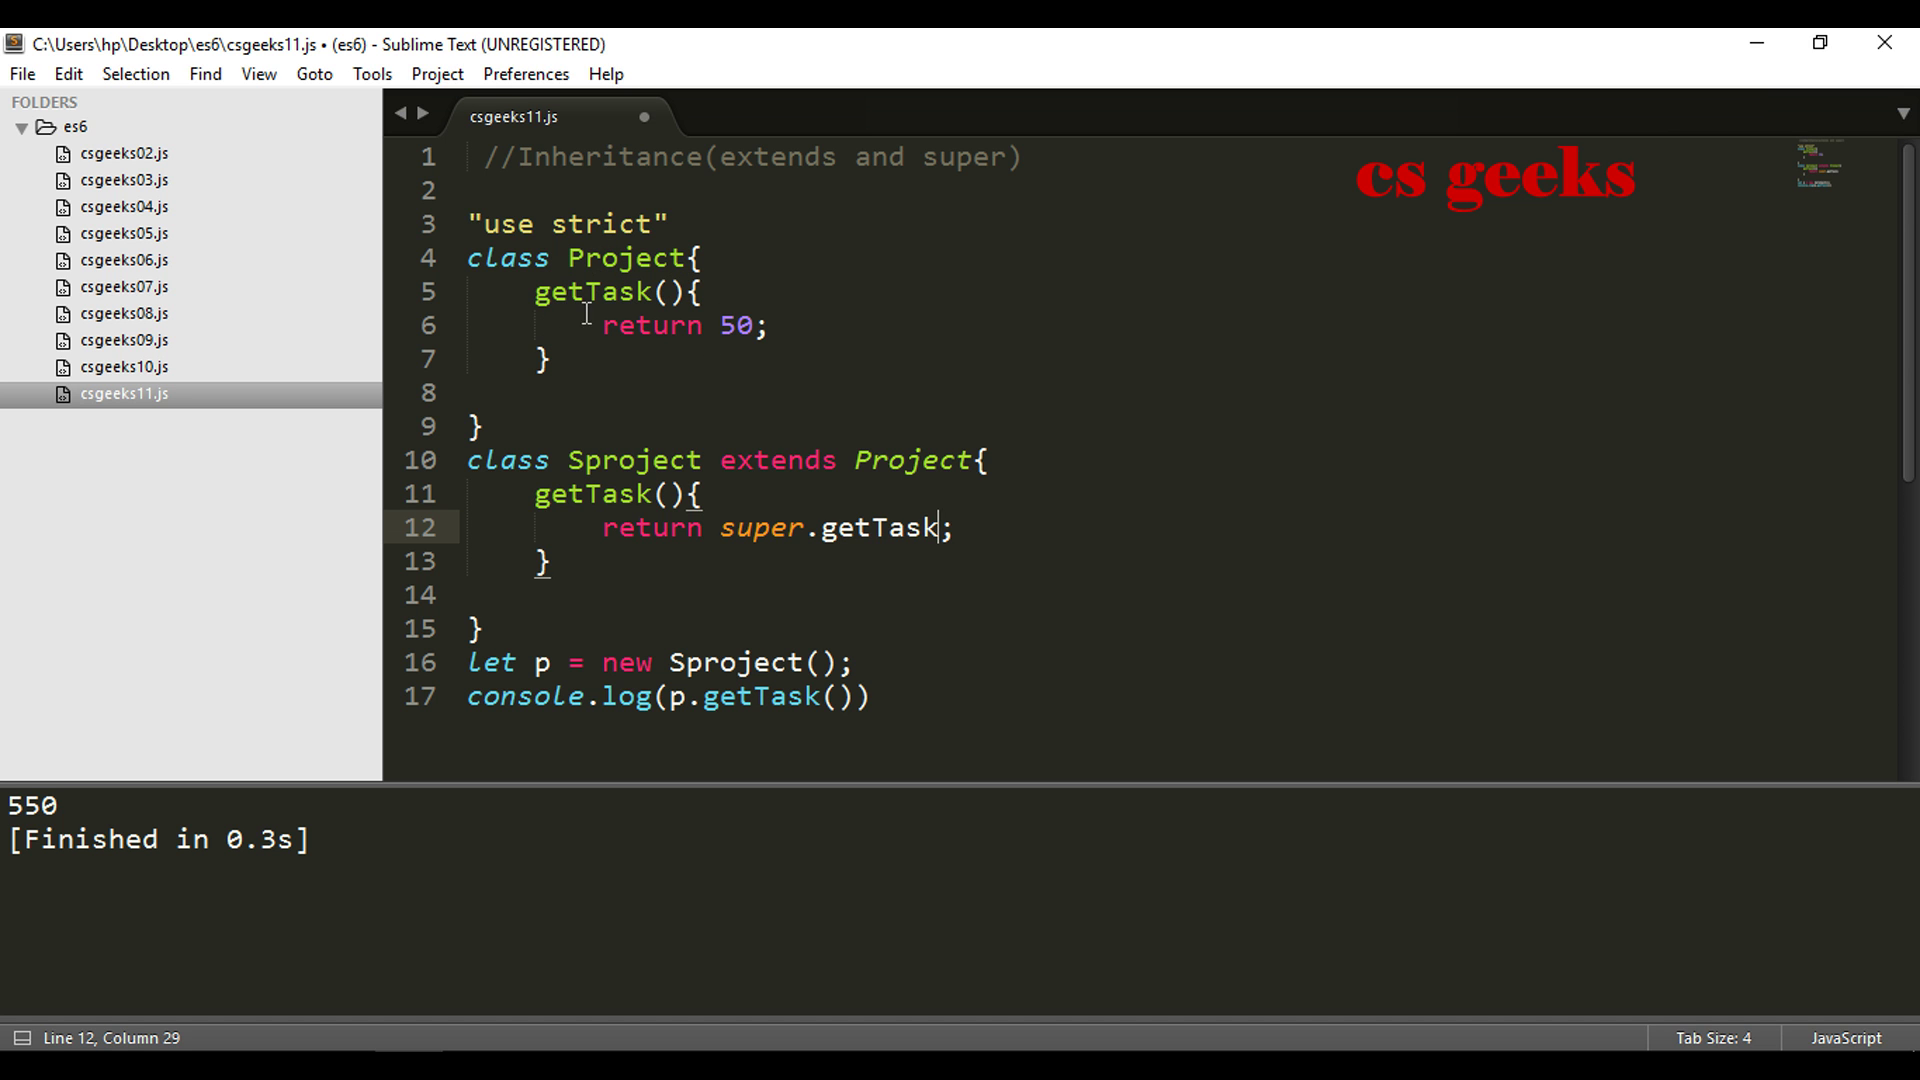 C:\Users\hp\Desktop\es6\csgeeks11.js • (es6) - Sublime Text (UNREGISTERED)
File Edit Selection Find View Goto Tools Project Preferences Help
FOLDERS
es6
csgeeks02.js
csgeeks03.js
csgeeks04.js
csgeeks05.js
csgeeks06.js
csgeeks07.js
csgeeks08.js
csgeeks09.js
csgeeks10.js
csgeeks11.js
csgeeks11.js
cs geeks
1 //Inheritance(extends and super)
2
3 "use strict"
4 class Project{
5 getTask(){
6 return 50;
7 }
8
9 }
10 class Sproject extends Project{
11 getTask(){
12 return super.getTask;
13 }
14
15 }
16 let p = new Sproject();
17 console.log(p.getTask())
550
[Finished in 0.3s]
Line 12, Column 29
Tab Size: 4
JavaScript